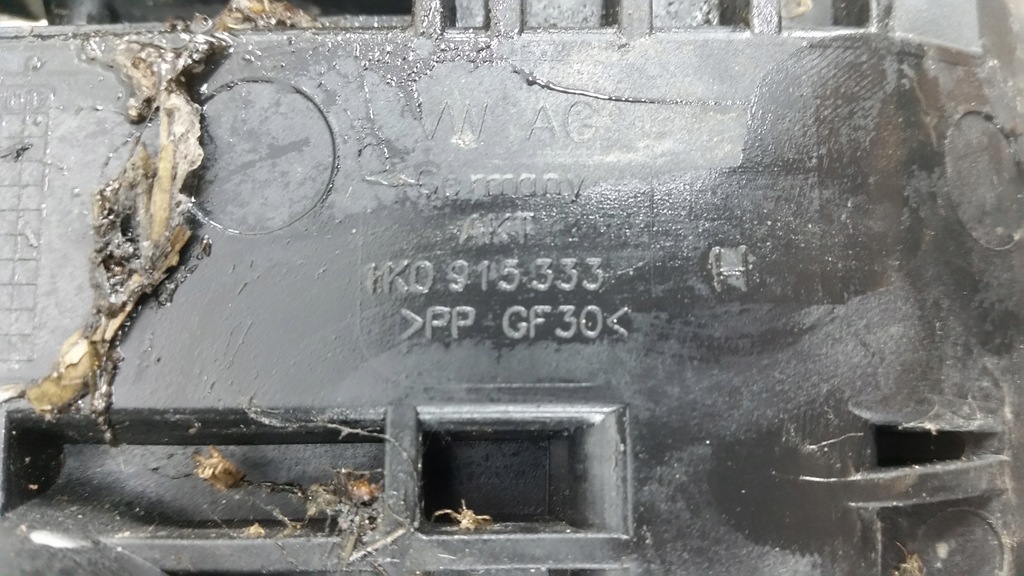 VW AG
Germany
AKT
1K0 915 333
>PP GF30<